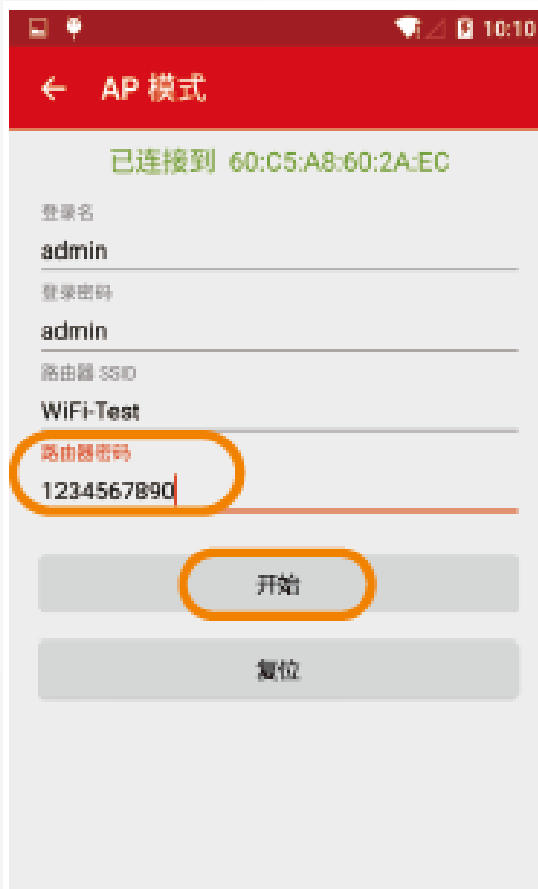 10:10
AP 模式
已连接到 60:C5:A8:60:2A:EC
登录名
admin
登录密码
admin
路由器 SSID
WiFi-Test
路由器密码
1234567890
开始
复位